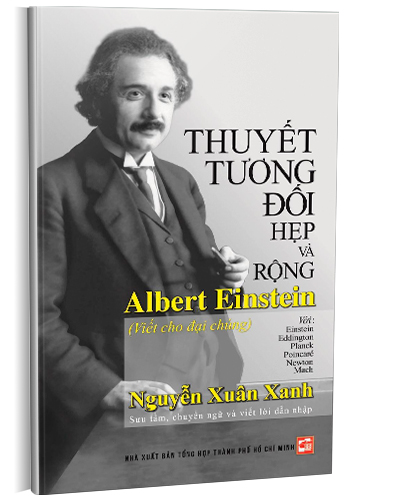 THUYẾT
TƯƠNG
ĐỐI
HẸP
VÀ
RỘNG
Albert Einstein
(Viết cho đại chúng)
Với:
Einstein
Eddington
Planck
Poincaré
Newton
Mach
Nguyễn Xuân Xanh
Sưu tầm, chuyển ngữ và viết lời dẫn nhập
NHÀ XUẤT BẢN TỔNG HỢP THÀNH PHỐ HỒ CHÍ MINH